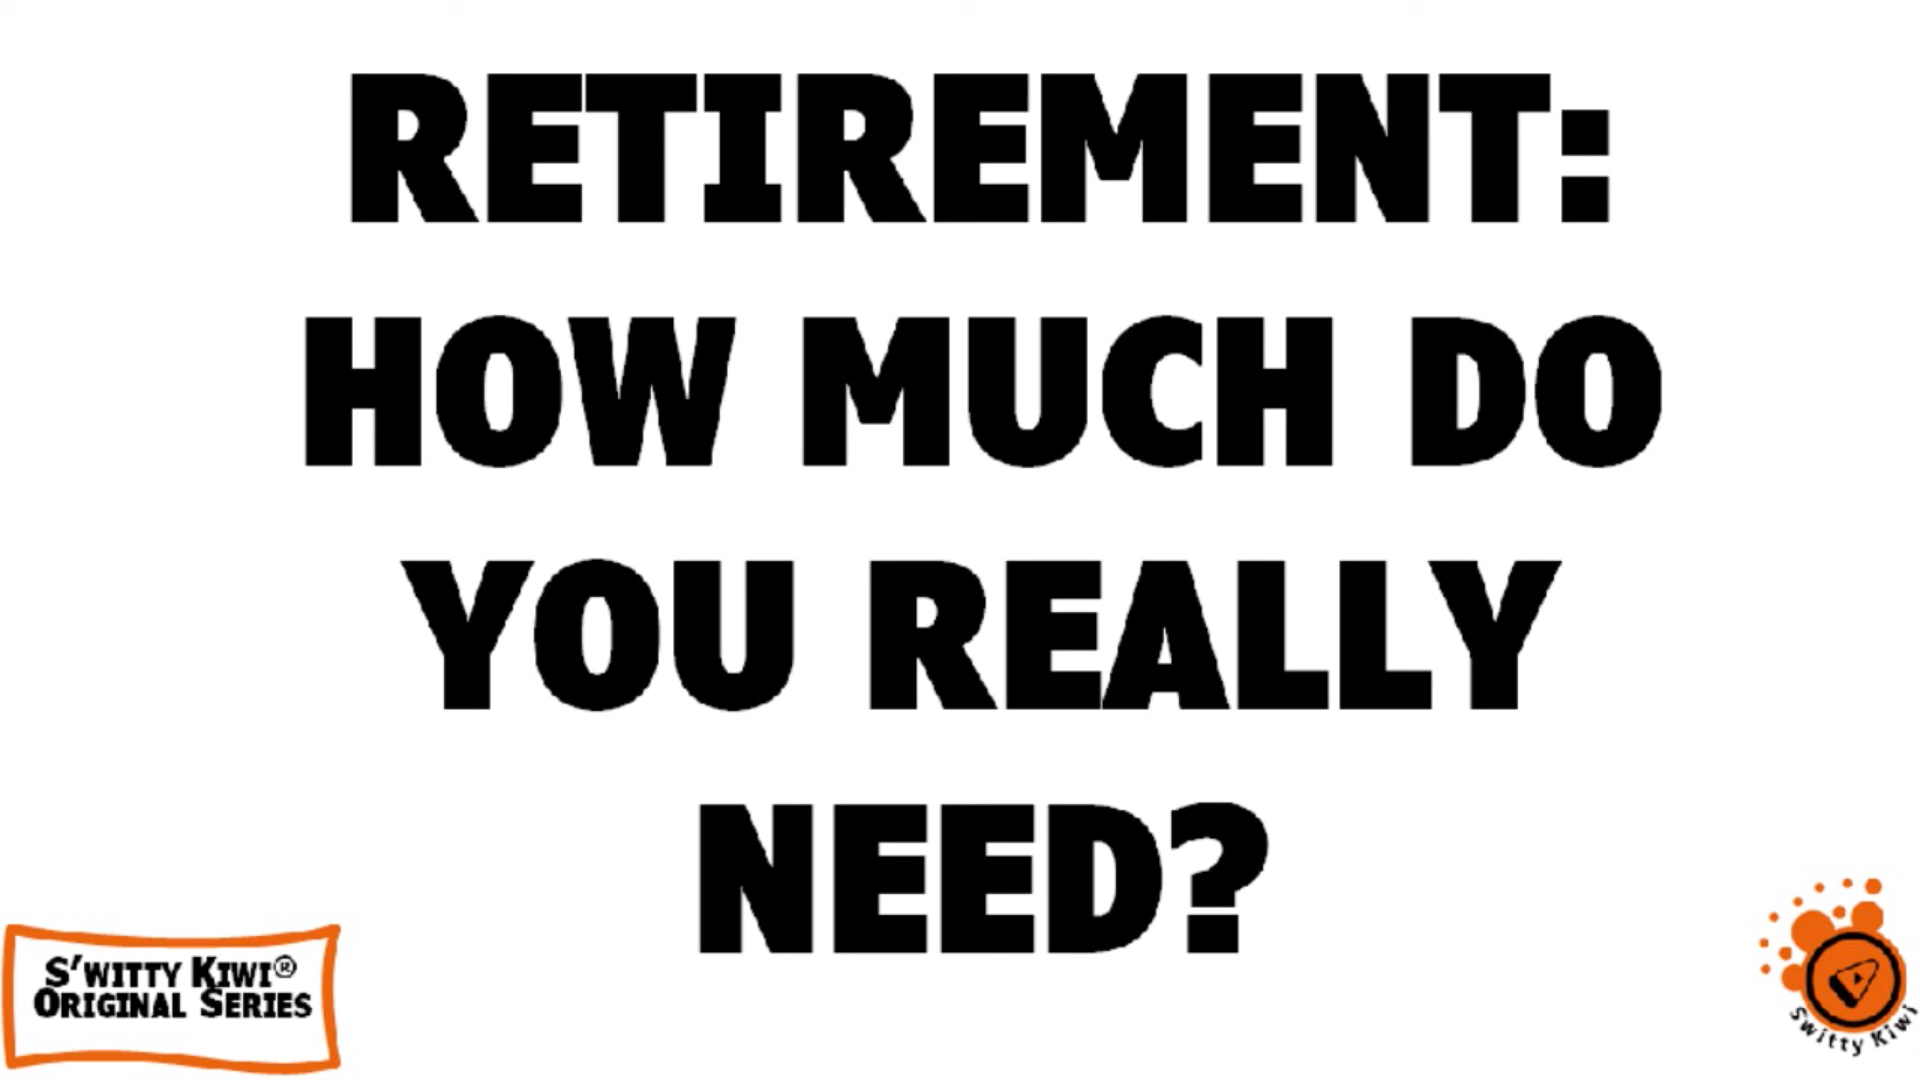 RETIREMENT:
HOW MUCH DO
YOU REALLY
NEED?
S'WITTY KIWI®
ORIGINAL SERIES
Switty Kiwi